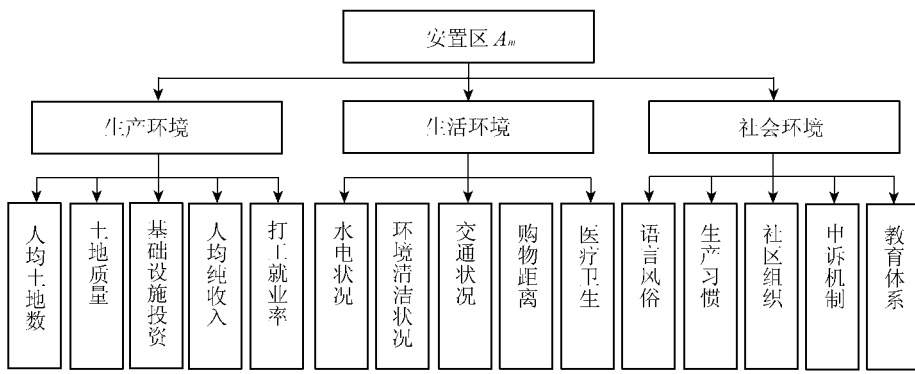 安置区 Am
生产环境
生活环境
社会环境
人均土地数
土地质量
基础设施投资
人均纯收入
打工就业率
水电状况
环境清洁状况
交通状况
购物距离
医疗卫生
语言风俗
生产习惯
社区组织
申诉机制
教育体系